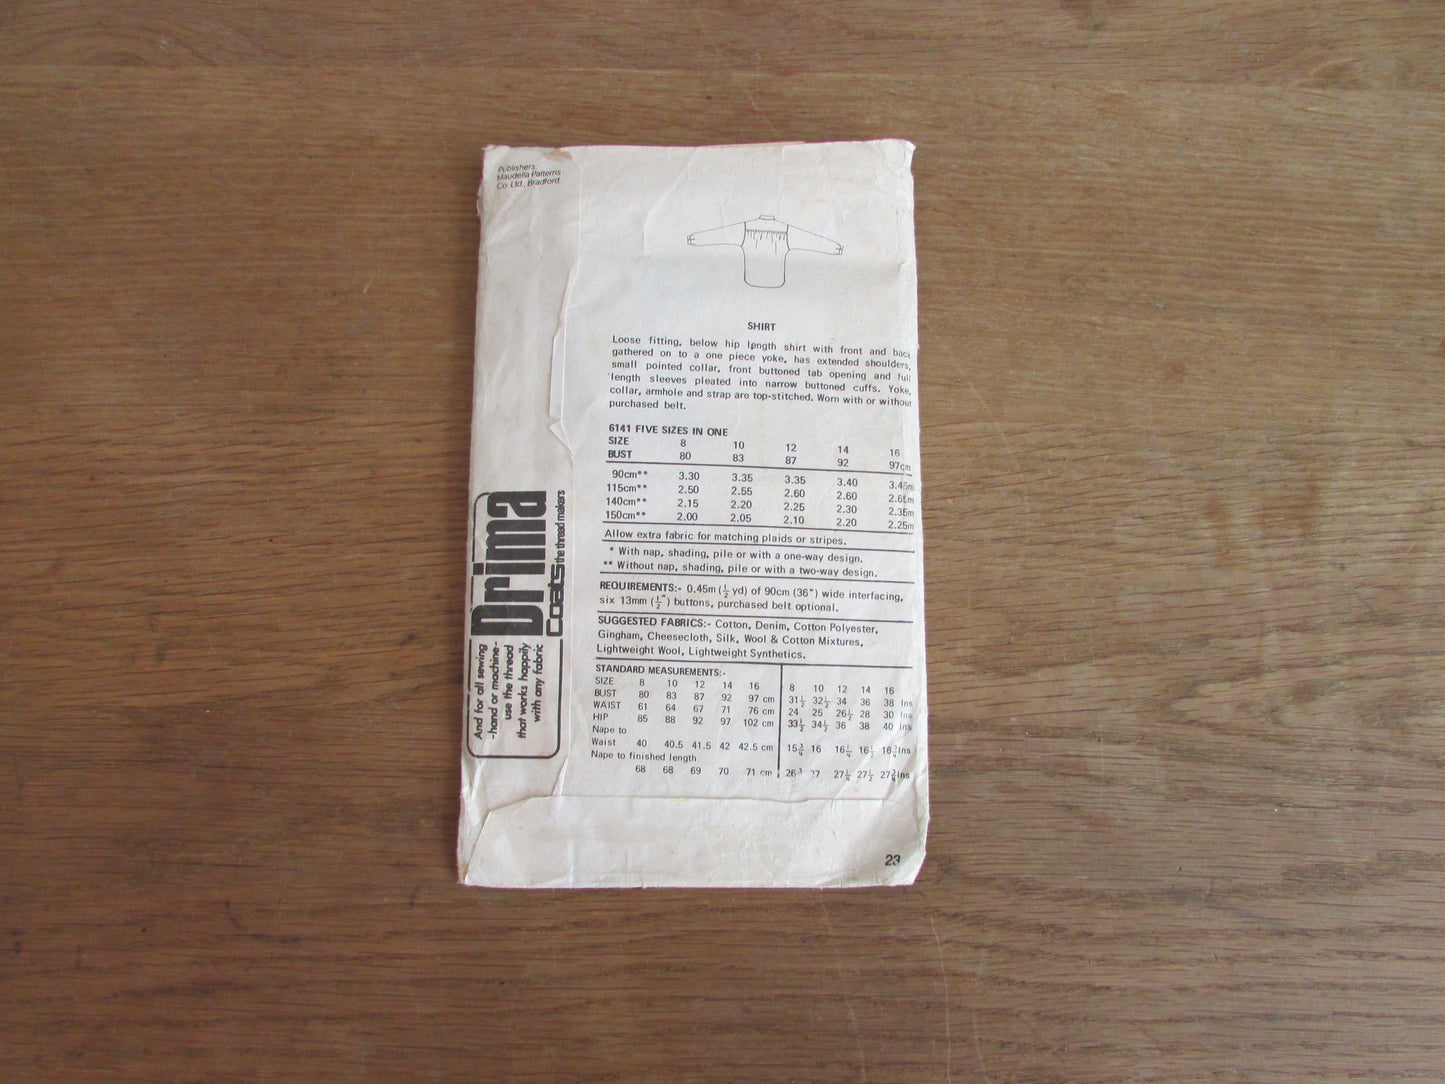 Publishers:
Maudella Patterns
Co. Ltd., Bradford.
SHIRT
Loose fitting, below hip length shirt with front and back
gathered on to a one piece yoke, has extended shoulders,
small pointed collar, front buttoned tab opening and full
length sleeves pleated into narrow buttoned cuffs. Yoke,
collar, armhole and strap are top-stitched. Worn with or without
purchased belt.
6141 FIVE SIZES IN ONE
SIZE 8 10 12 14 16
BUST 80 83 87 92 97cm
90cm** 3.30 3.35 3.35 3.40 3.45m
115cm** 2.50 2.55 2.60 2.60 2.65m
140cm** 2.15 2.20 2.25 2.30 2.35m
150cm** 2.00 2.05 2.10 2.20 2.25m
Allow extra fabric for matching plaids or stripes.
* With nap, shading, pile or with a one-way design.
** Without nap, shading, pile or with a two-way design.
REQUIREMENTS:- 0.45m (½ yd) of 90cm (36") wide interfacing,
six 13mm (½") buttons, purchased belt optional.
SUGGESTED FABRICS:- Cotton, Denim, Cotton Polyester,
Gingham, Cheesecloth, Silk, Wool & Cotton Mixtures,
Lightweight Wool, Lightweight Synthetics.
STANDARD MEASUREMENTS:-
SIZE 8 10 12 14 16 8 10 12 14 16
BUST 80 83 87 92 97 cm 31½ 32½ 34 36 38 Ins
WAIST 61 64 67 71 76 cm 24 25 26½ 28 30 Ins
HIP 85 88 92 97 102 cm 33½ 34½ 36 38 40 Ins
Nape to
Waist 40 40.5 41.5 42 42.5 cm 15¾ 16 16¼ 16½ 16¾Ins
Nape to finished length
68 68 69 70 71 cm 26¾ 27 27¼ 27½ 27¾Ins
23
And for all sewing
-hand or machine-
use the thread
that works happily
with any fabric
Drima
Coats the thread makers